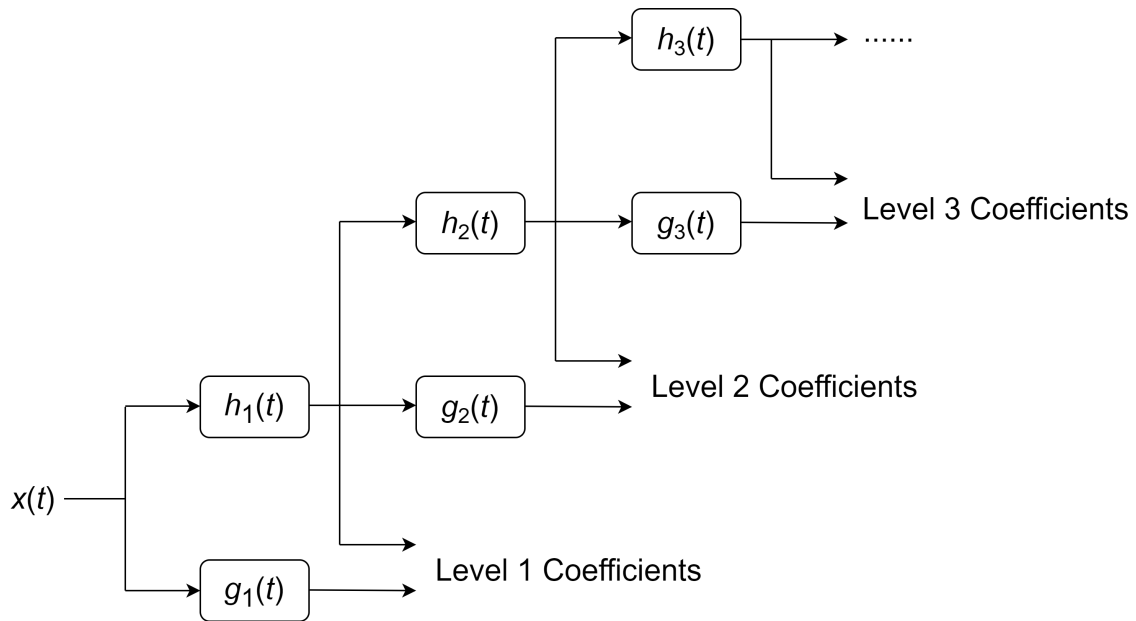 h₃(t)
......
h₂(t)
g₃(t)
Level 3 Coefficients
h₁(t)
g₂(t)
Level 2 Coefficients
x(t)
g₁(t)
Level 1 Coefficients